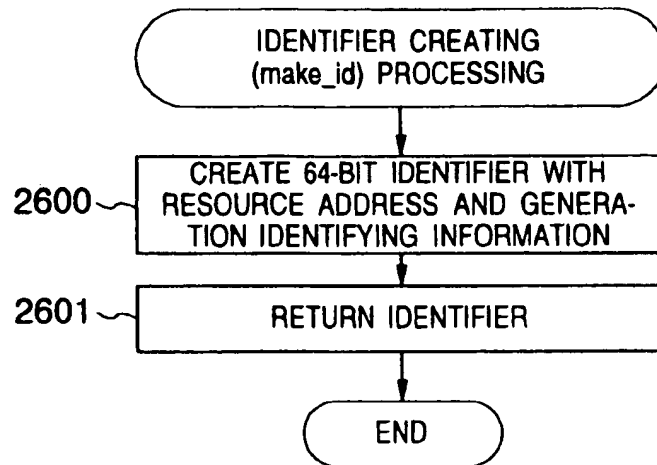 IDENTIFIER CREATING
(make_id) PROCESSING
2600
CREATE 64-BIT IDENTIFIER WITH
RESOURCE ADDRESS AND GENERA-
TION IDENTIFYING INFORMATION
2601
RETURN IDENTIFIER
END